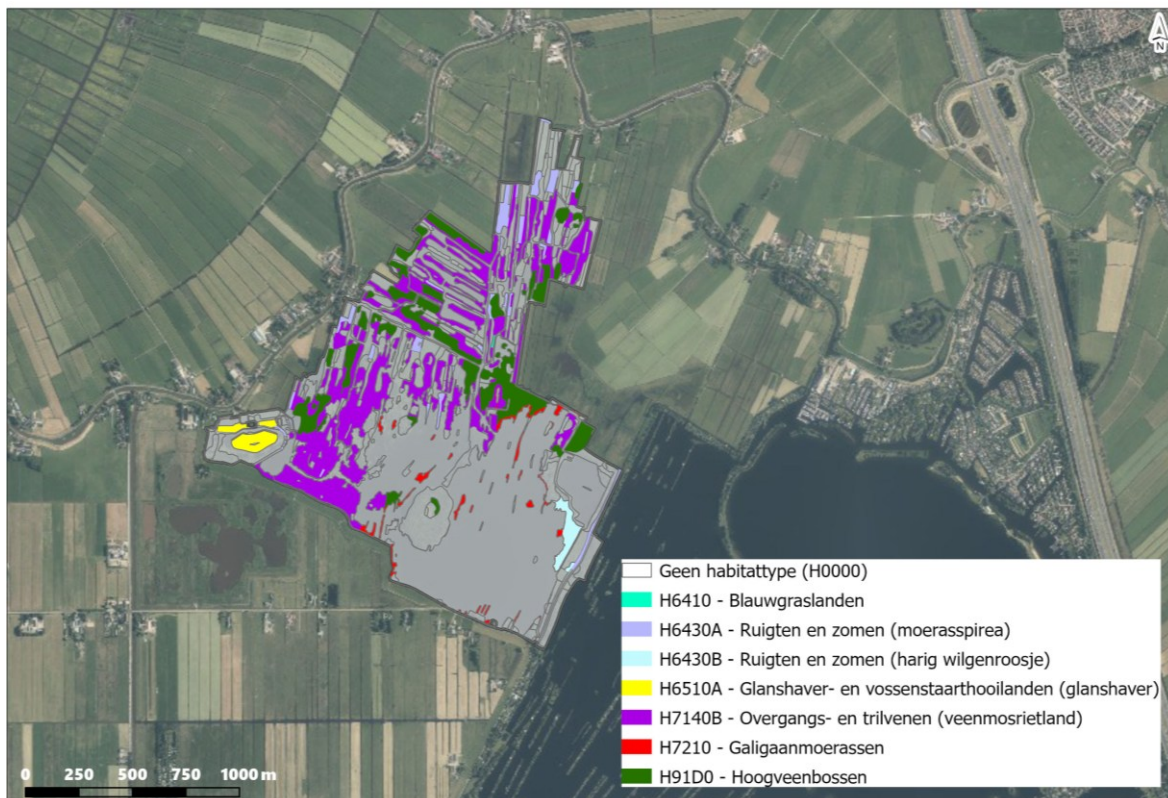 N
Geen habitattype (H0000)
H6410 - Blauwgraslanden
H6430A - Ruigten en zomen (moerasspirea)
H6430B - Ruigten en zomen (harig wilgenroosje)
H6510A - Glanshaver- en vossenstaarthooilanden (glanshaver)
H7140B - Overgangs- en trilvenen (veenmosrietland)
H7210 - Galigaanmoerassen
H91D0 - Hoogveenbossen
0 250 500 750 1000 m